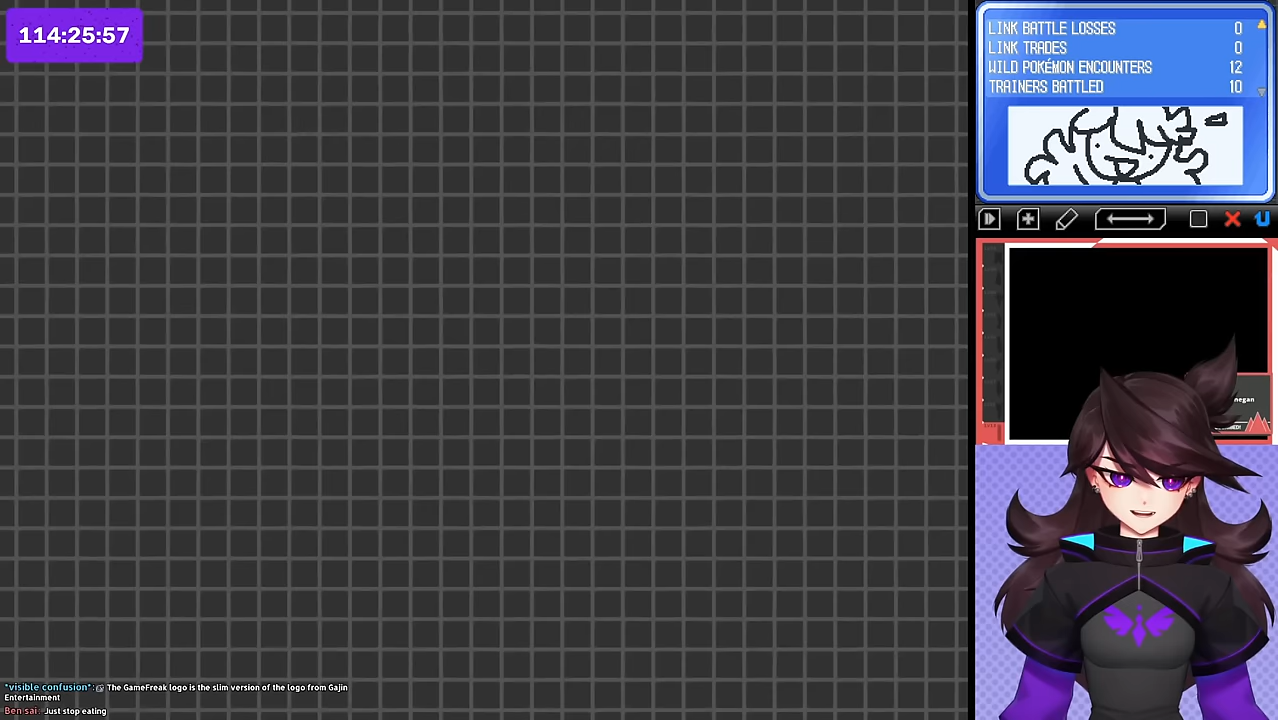 114:25:57
LINK BATTLE LOSSES 0
LINK TRADES 0
WILD POKÉMON ENCOUNTERS 12
TRAINERS BATTLED 10
negan
*visible confusion*: The GameFreak logo is the slim version of the logo from Gajin
Entertainment
Ben sai: Just stop eating